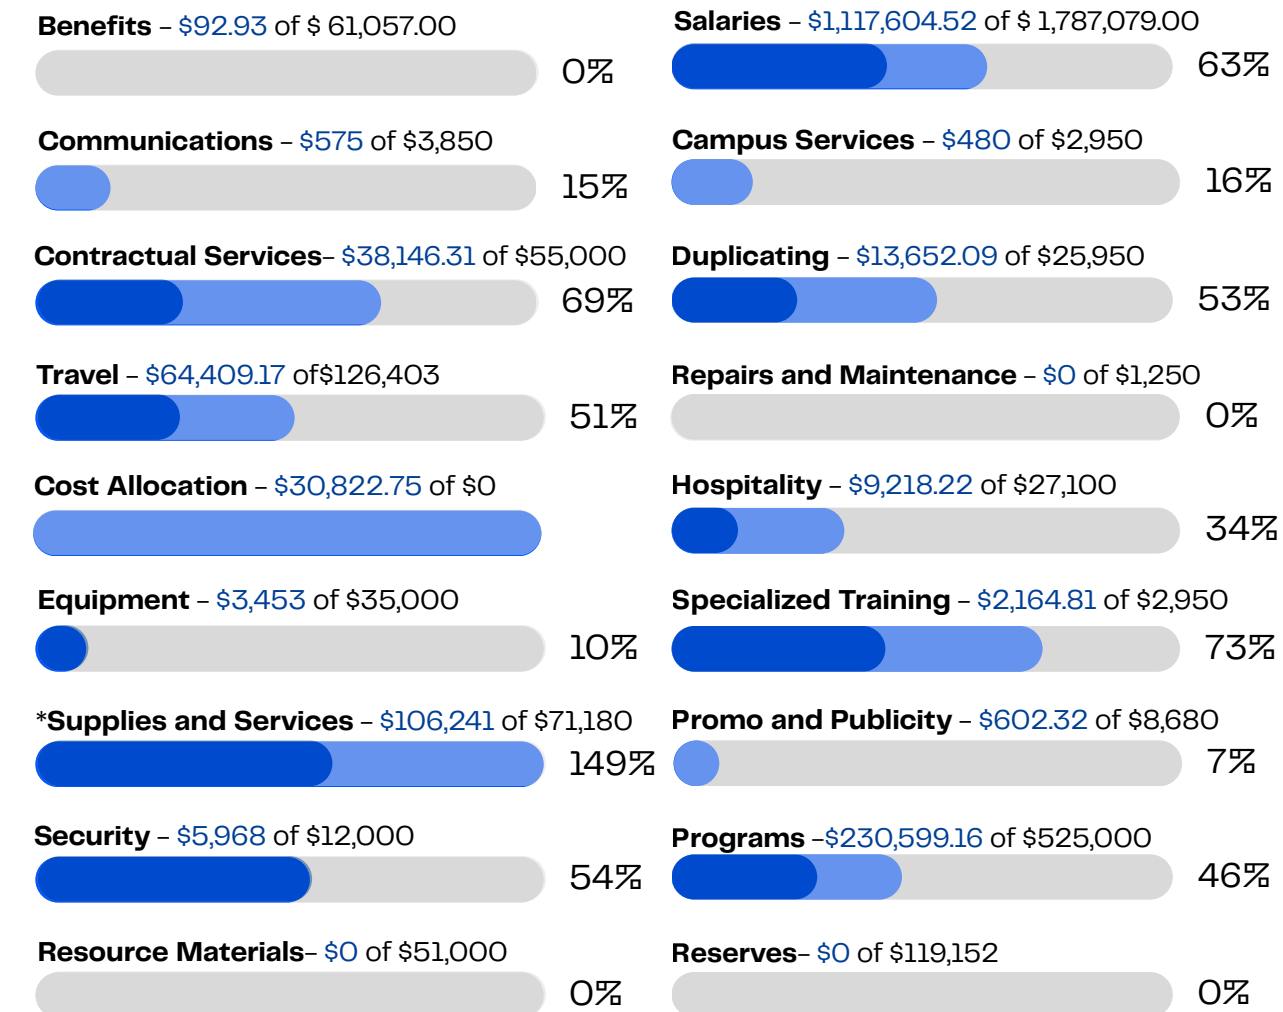 Benefits – $92.93 of $ 61,057.00
0%
Salaries – $1,117,604.52 of $ 1,787,079.00
63%
Communications – $575 of $3,850
15%
Campus Services – $480 of $2,950
16%
Contractual Services– $38,146.31 of $55,000
69%
Duplicating – $13,652.09 of $25,950
53%
Travel – $64,409.17 of$126,403
51%
Repairs and Maintenance – $0 of $1,250
0%
Cost Allocation – $30,822.75 of $0
Hospitality – $9,218.22 of $27,100
34%
Equipment – $3,453 of $35,000
10%
Specialized Training – $2,164.81 of $2,950
73%
*Supplies and Services – $106,241 of $71,180
149%
Promo and Publicity – $602.32 of $8,680
7%
Security – $5,968 of $12,000
54%
Programs –$230,599.16 of $525,000
46%
Resource Materials– $0 of $51,000
0%
Reserves– $0 of $119,152
0%